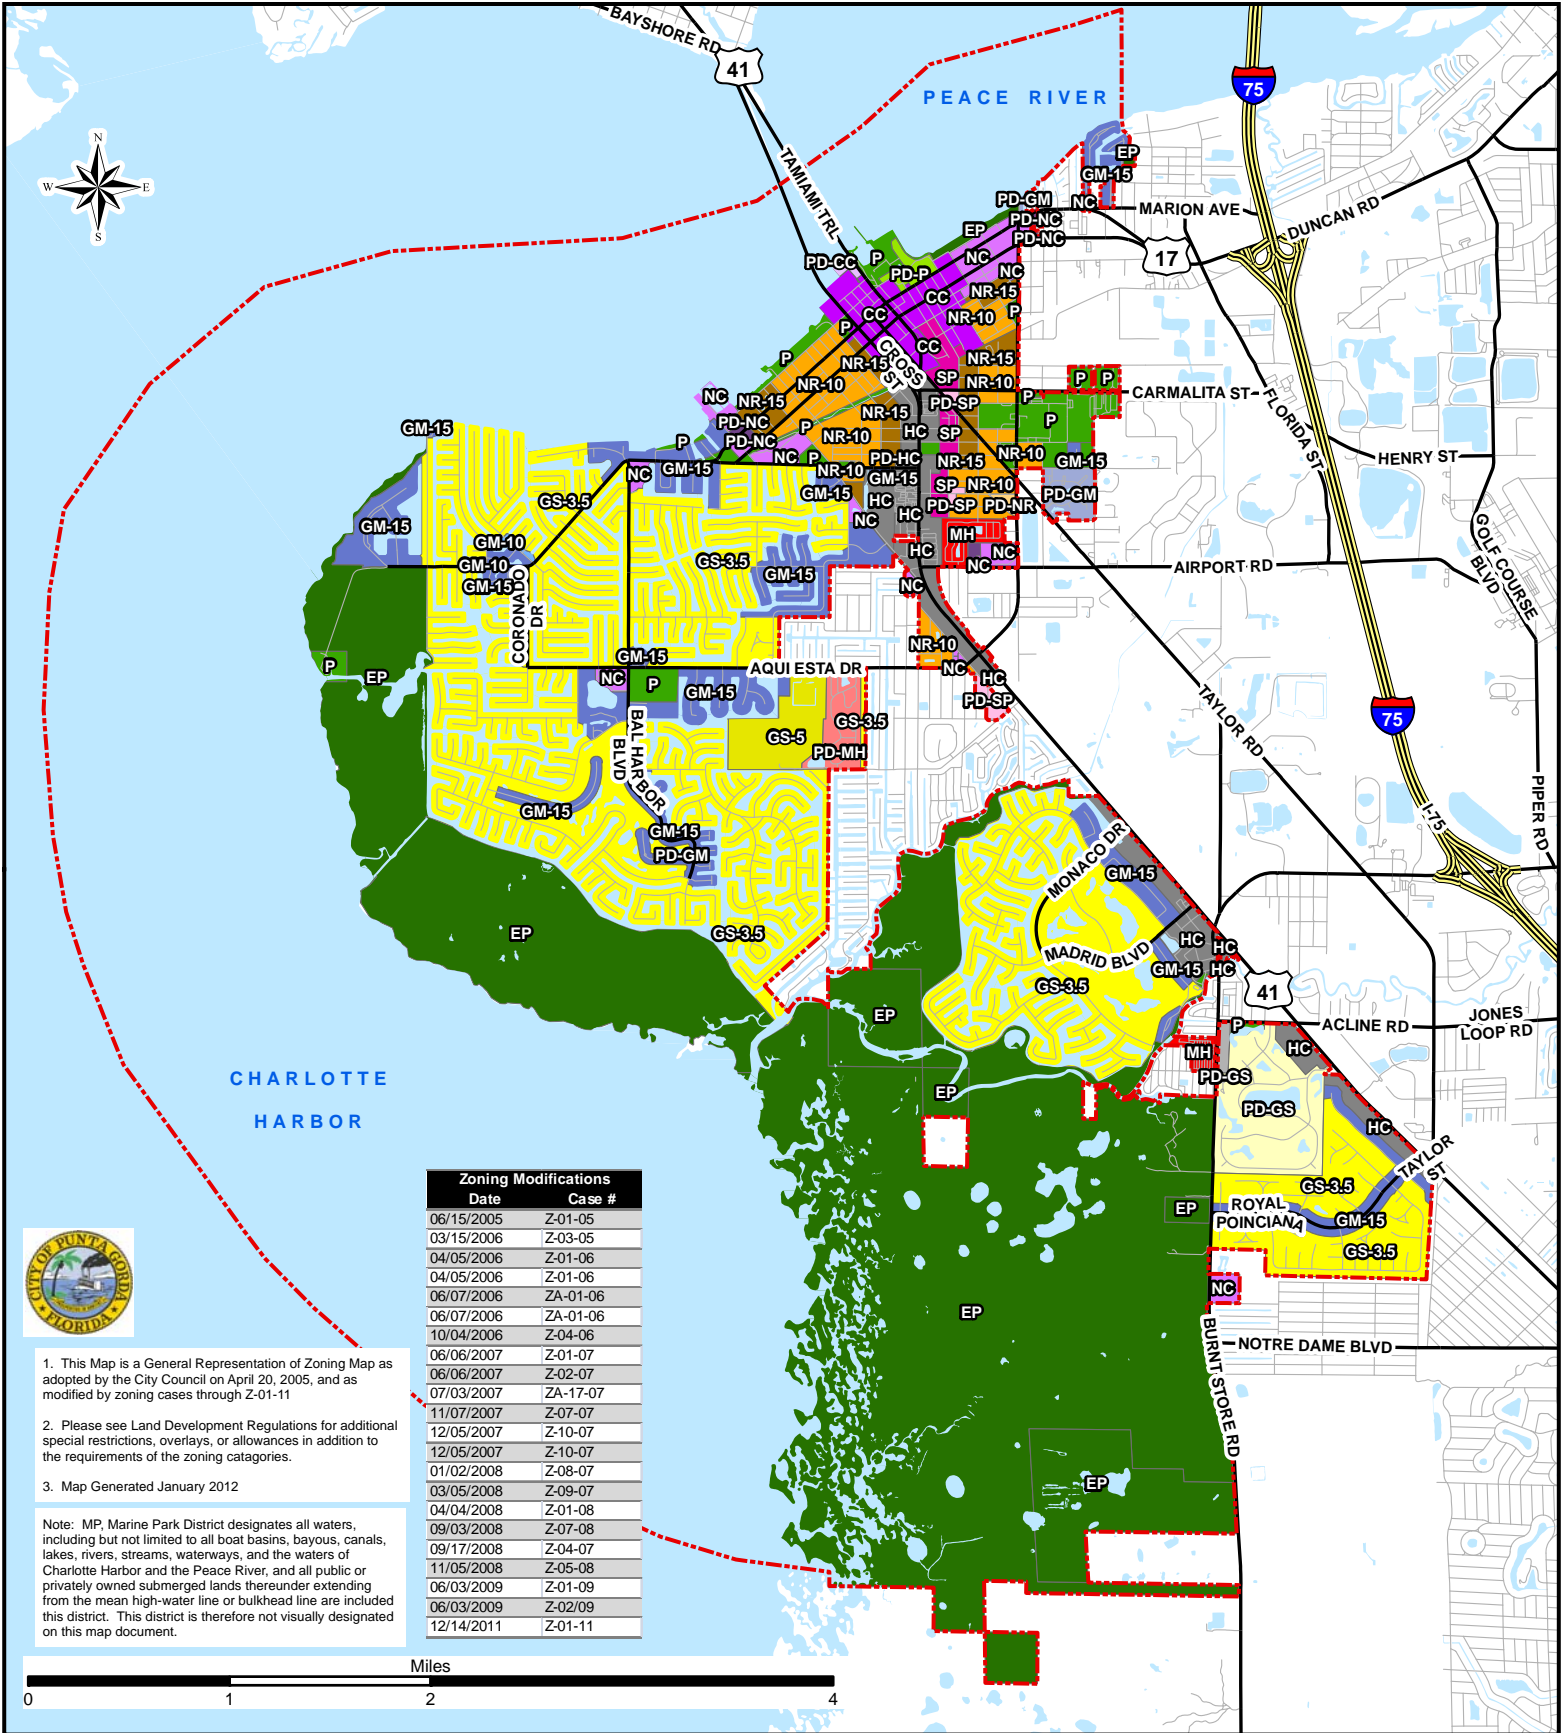 BAYSHORE RD
41
75
PEACE RIVER
N
W
E
S
TAMIAMI TRL
EP
GM-15
PD-GM
NC
MARION AVE
DUNCAN RD
PD-NC
EP
PD-NC
17
PD-CC
P
NC
PD-P
NC
NR-15
CC
P
CC
NR-10
P
CC
NR-15
P
NR-15
CROSS ST
SP
NR-10
NR-10
P
P
CARMALITA ST
FLORIDA ST
NC
NR-15
PD-SP
P
NR-15
PD-NC
P
GM-15
P
PD-NC
P
NR-10
HC
SP
NR-10
HENRY ST
NC
P
PD-HC
NR-15
GM-15
GM-15
NC
NR-10
GM-15
SP
NR-10
PD-GM
GS-3.5
GM-15
HC
PD-SP
PD-NR
HC
NC
GM-15
MH
GM-10
HC
NC
GOLF COURSE BLVD
GM-10
GS-3.5
GM-15
NC
AIRPORT RD
GM-15
NC
CORONADO DR
NR-10
GM-15
P
AQUI ESTA DR
NC
HC
EP
NC
P
GM-15
PD-SP
TAYLOR RD
75
GS-3.5
GS-5
PD-MH
BAL HARBOR BLVD
PIPER RD
I-75
GM-15
GM-15
PD-GM
MONACO DR
GM-15
EP
GS-3.5
HC
HC
MADRID BLVD
GM-15
HC
GS-3.5
41
EP
JONES LOOP RD
ACLINE RD
P
HC
MH
PD-GS
CHARLOTTE
HARBOR
EP
PD-GS
HC
TAYLOR ST
GS-3.5
EP
ROYAL POINCIANA
GM-15
GS-3.5
NC
EP
NOTRE DAME BLVD
BURNT STORE RD
EP
Zoning Modifications
Date Case #
06/15/2005 Z-01-05
03/15/2006 Z-03-05
04/05/2006 Z-01-06
04/05/2006 Z-01-06
06/07/2006 ZA-01-06
06/07/2006 ZA-01-06
10/04/2006 Z-04-06
06/06/2007 Z-01-07
06/06/2007 Z-02-07
07/03/2007 ZA-17-07
11/07/2007 Z-07-07
12/05/2007 Z-10-07
12/05/2007 Z-10-07
01/02/2008 Z-08-07
03/05/2008 Z-09-07
04/04/2008 Z-01-08
09/03/2008 Z-07-08
09/17/2008 Z-04-07
11/05/2008 Z-05-08
06/03/2009 Z-01-09
06/03/2009 Z-02/09
12/14/2011 Z-01-11
CITY OF PUNTA GORDA
FLORIDA
1. This Map is a General Representation of Zoning Map as
adopted by the City Council on April 20, 2005, and as
modified by zoning cases through Z-01-11
2. Please see Land Development Regulations for additional
special restrictions, overlays, or allowances in addition to
the requirements of the zoning catagories.
3. Map Generated January 2012
Note: MP, Marine Park District designates all waters,
including but not limited to all boat basins, bayous, canals,
lakes, rivers, streams, waterways, and the waters of
Charlotte Harbor and the Peace River, and all public or
privately owned submerged lands thereunder extending
from the mean high-water line or bulkhead line are included
this district. This district is therefore not visually designated
on this map document.
Miles
0 1 2 4